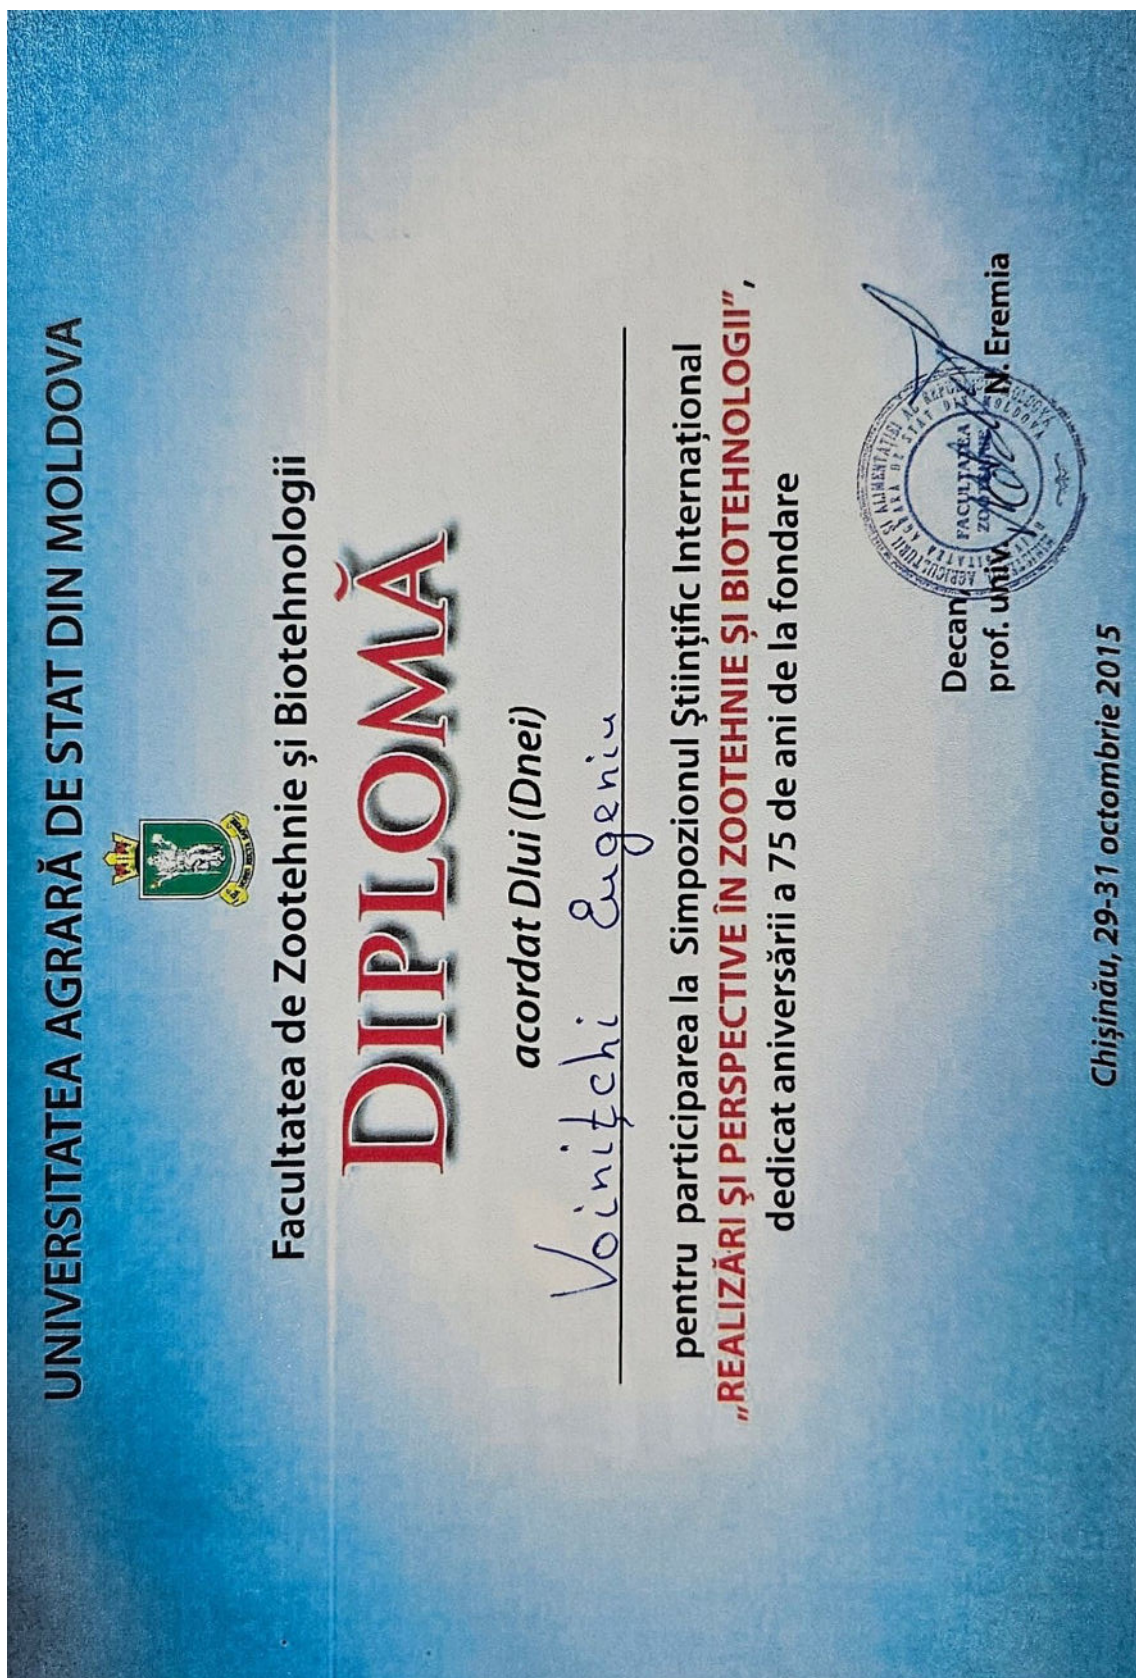 UNIVERSITATEA AGRARĂ DE STAT DIN MOLDOVA
Facultatea de Zootehnie și Biotehnologii
DIPLOMĂ
acordat Dlui (Dnei)
Voinițchi Eugeniu
pentru participarea la Simpozionul Științific Internațional
„REALIZĂRI ȘI PERSPECTIVE ÎN ZOOTEHNIE ȘI BIOTEHNOLOGII”,
dedicat aniversării a 75 de ani de la fondare
Decan,
prof. univ. N. Eremia
FACULTATEA
Chișinău, 29-31 octombrie 2015